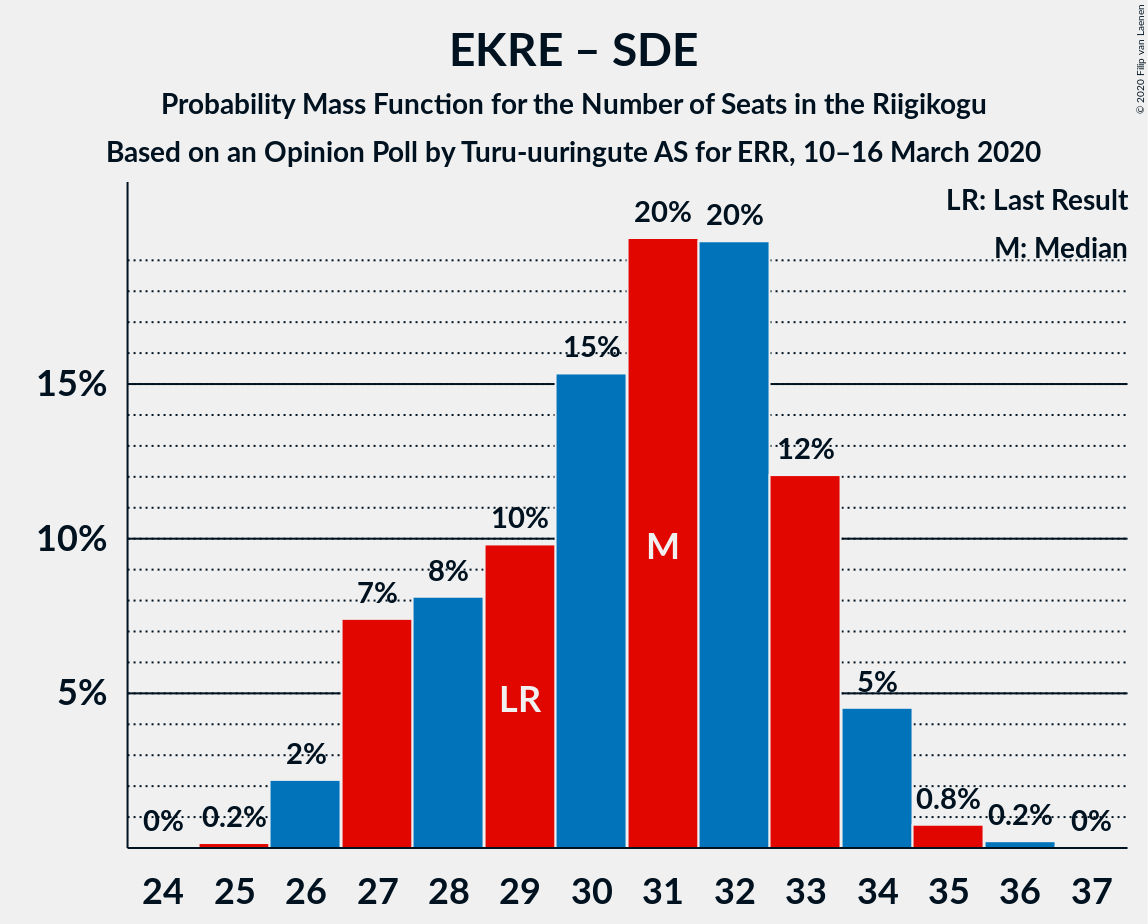 EKRE – SDE
Probability Mass Function for the Number of Seats in the Riigikogu
Based on an Opinion Poll by Turu-uuringute AS for ERR, 10–16 March 2020
© 2020 Filip van Laenen
LR: Last Result
M: Median
20% 20%
15%
15%
12%
10%
10%
8%
7%
M
5%
5%
LR
2%
0% 0.2% 0.8% 0.2% 0%
24 25 26 27 28 29 30 31 32 33 34 35 36 37